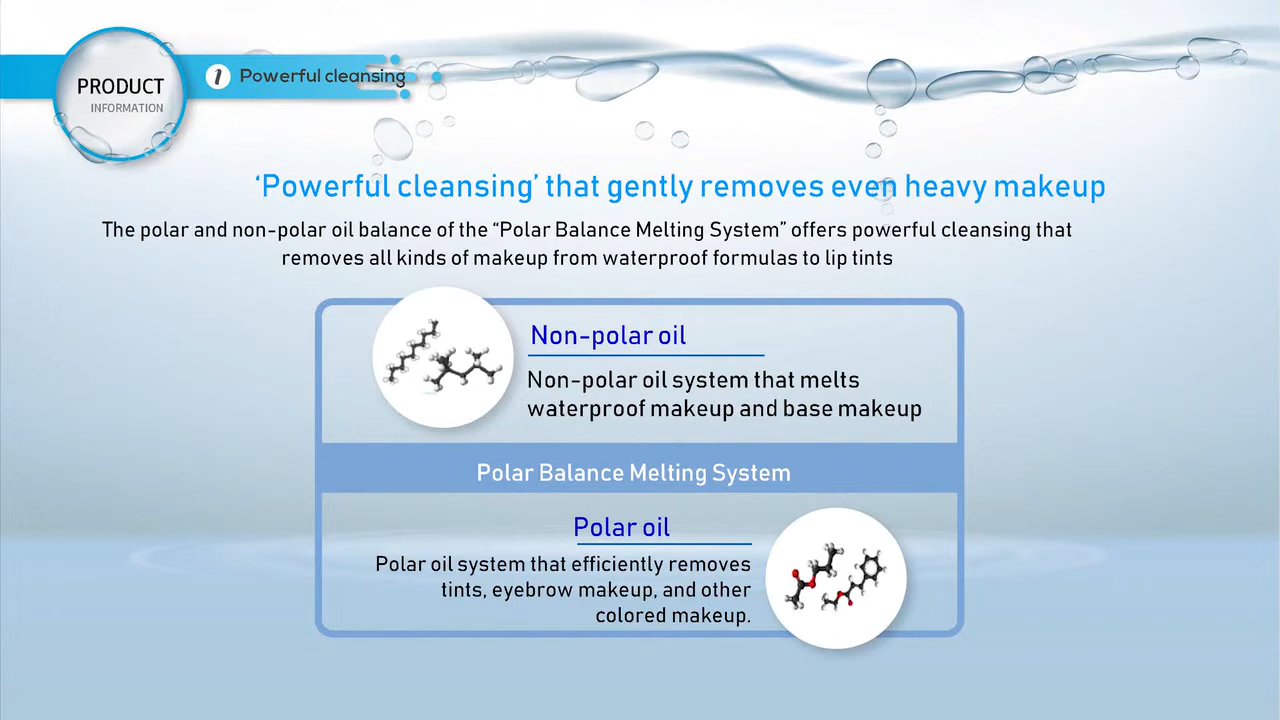 PRODUCT
INFORMATION
1 Powerful cleansing
‘Powerful cleansing’ that gently removes even heavy makeup
The polar and non-polar oil balance of the “Polar Balance Melting System” offers powerful cleansing that
removes all kinds of makeup from waterproof formulas to lip tints
Non-polar oil
Non-polar oil system that melts
waterproof makeup and base makeup
Polar Balance Melting System
Polar oil
Polar oil system that efficiently removes
tints, eyebrow makeup, and other
colored makeup.